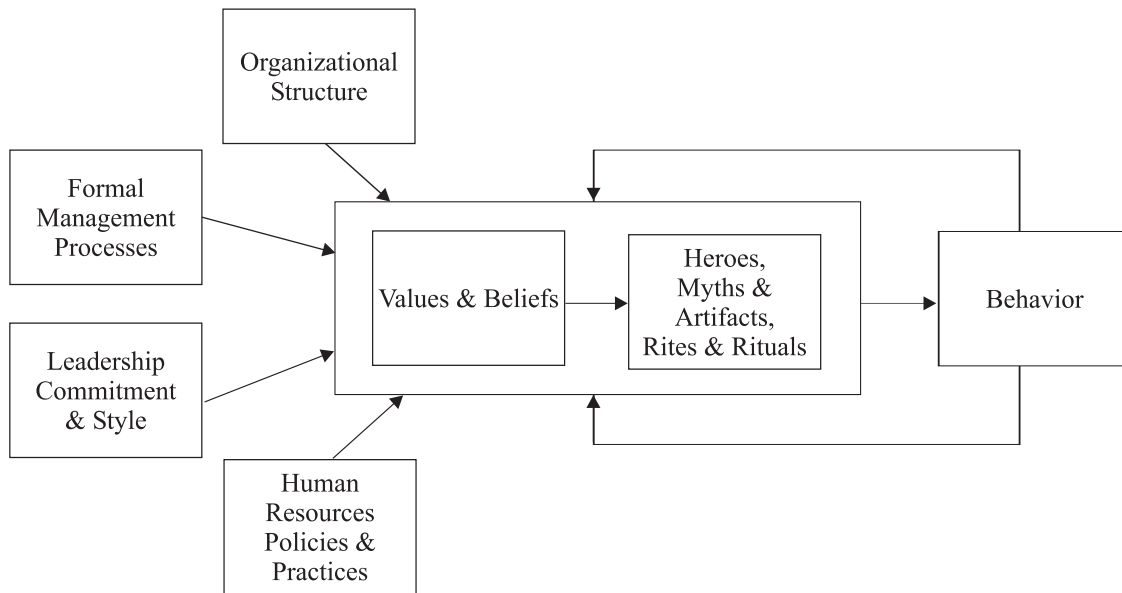 Organizational
Structure
Formal
Management
Processes
Leadership
Commitment
& Style
Human
Resources
Policies &
Practices
Values & Beliefs
Heroes,
Myths &
Artifacts,
Rites & Rituals
Behavior